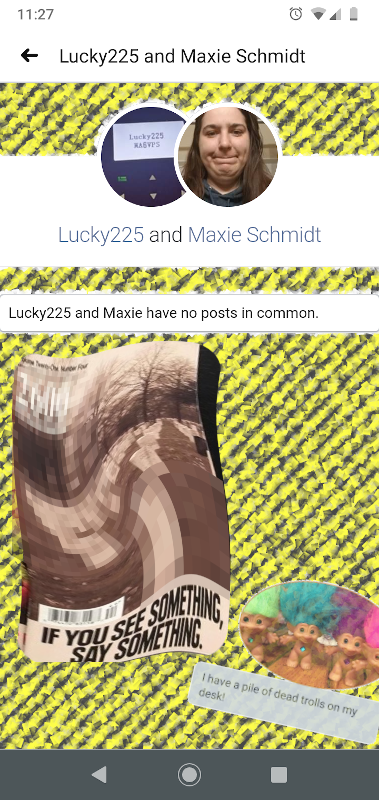 11:27
Lucky225 and Maxie Schmidt
Lucky225
WA6VPS
Lucky225 and Maxie Schmidt
Lucky225 and Maxie have no posts in common.
Twenty-One, Number Four
2600
IF YOU SEE SOMETHING,
SAY SOMETHING.
I have a pile of dead trolls on my
desk!